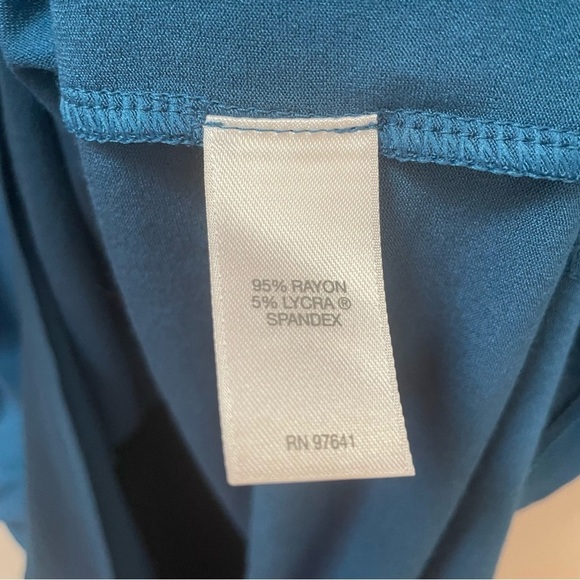 95% RAYON
5% LYCRA ®
SPANDEX
RN 97641